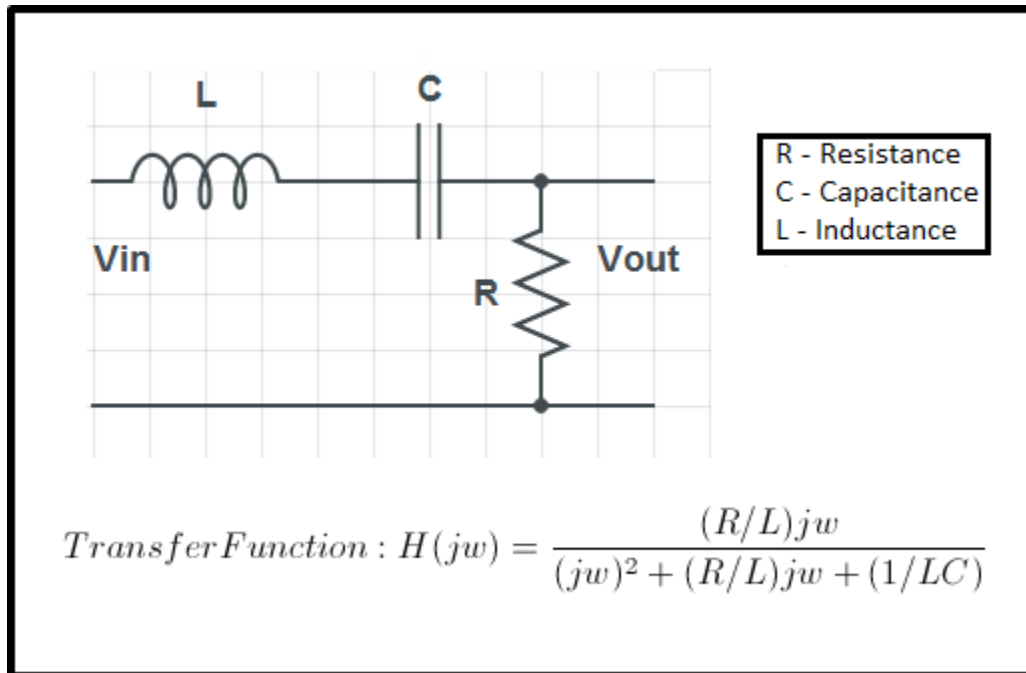 L
C
R - Resistance
C - Capacitance
L - Inductance
Vin
Vout
R
TransferFunction : H(jw) = (R/L)jw / (jw)² + (R/L)jw + (1/LC)